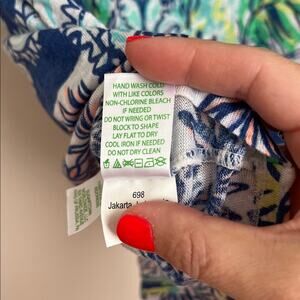 HAND WASH COLD
WITH LIKE COLORS
NON-CHLORINE BLEACH
IF NEEDED
DO NOT WRING OR TWIST
BLOCK TO SHAPE
LAY FLAT TO DRY
COOL IRON IF NEEDED
DO NOT DRY CLEAN
698
Jakarta